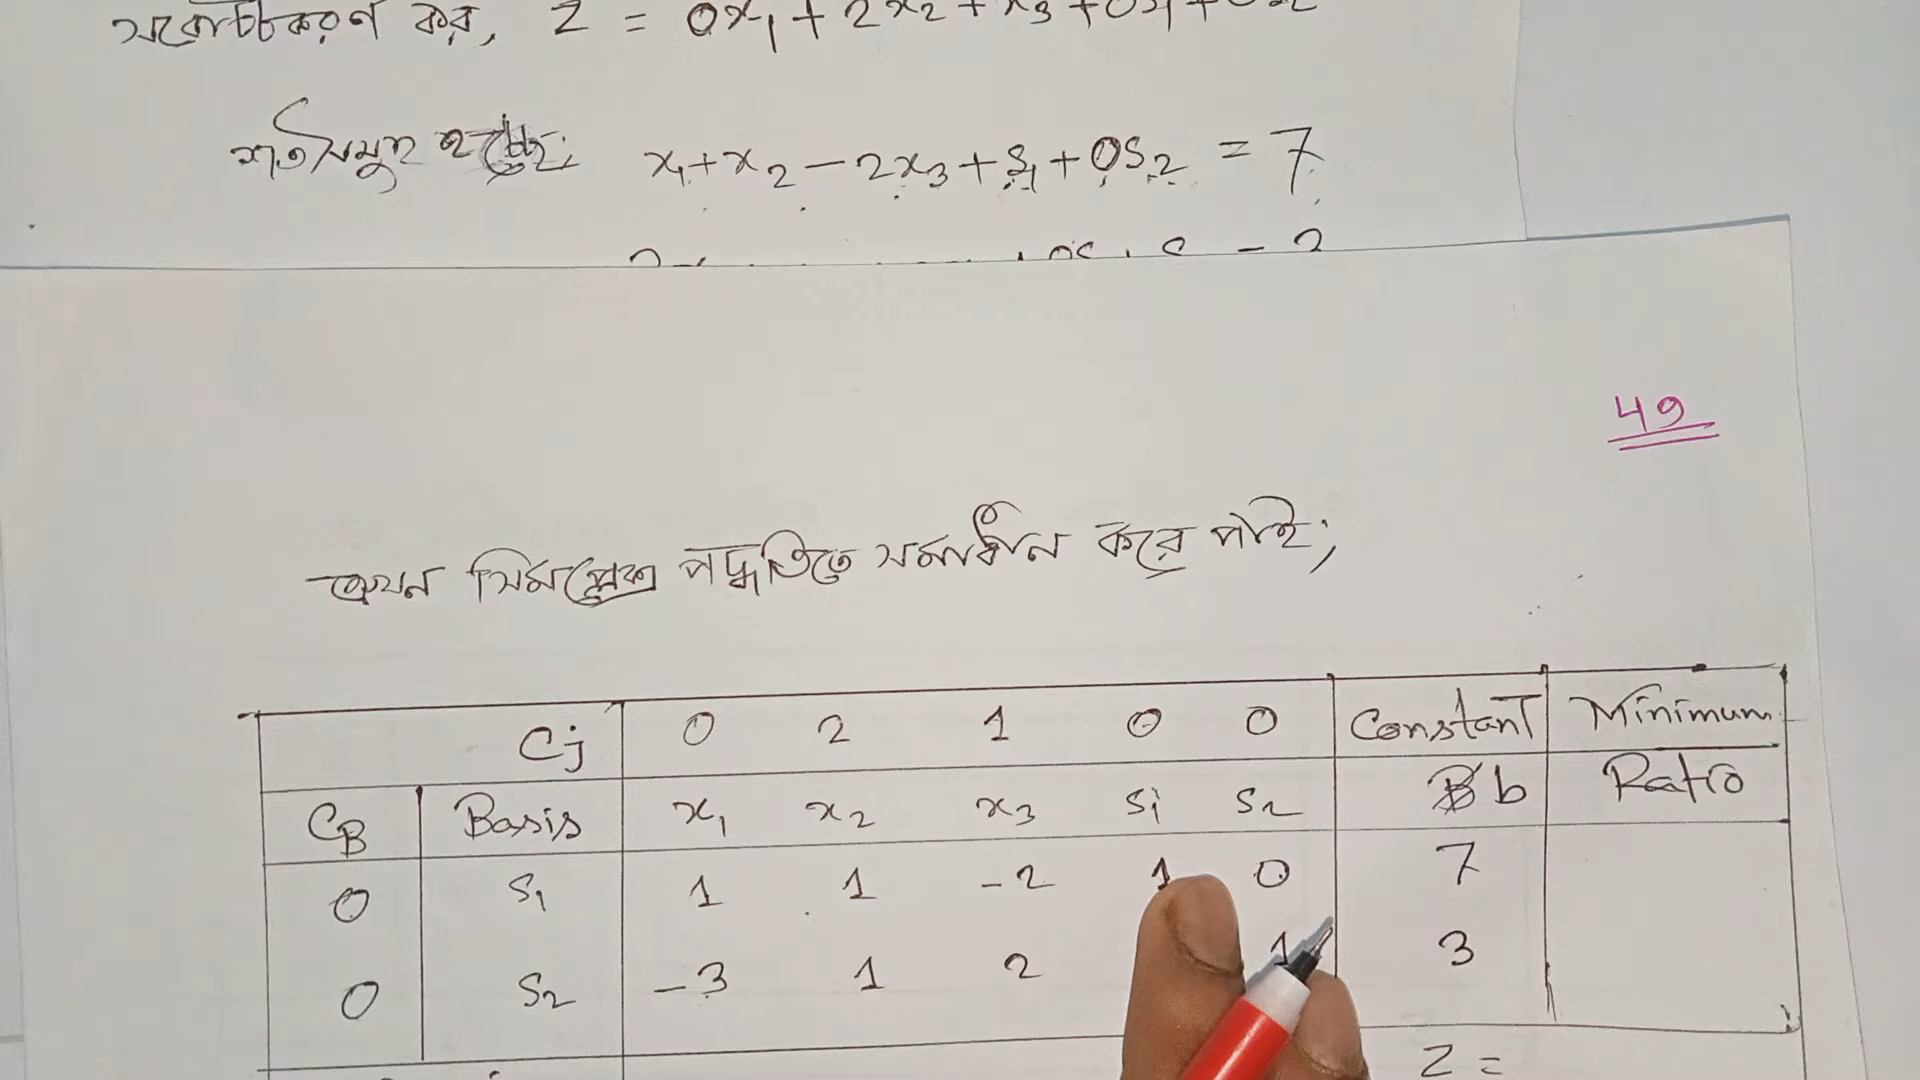 সর্বোচ্চকরণ কর, Z = 0x₁ + 2x₂ + x₃ + 0s₁ + 0s₂
শর্তসমুহ হচ্ছে; x₁ + x₂ - 2x₃ + s₁ + 0s₂ = 7
49
এখন সিমপ্লেক্স পদ্ধতিতে সমাধান করে পাই;
Cj 0 2 1 0 0 Constant Minimum
CB Basis x₁ x₂ x₃ s₁ s₂ b Ratio
0 s₁ 1 1 -2 1 0 7
0 s₂ -3 1 2 1 3
Z =